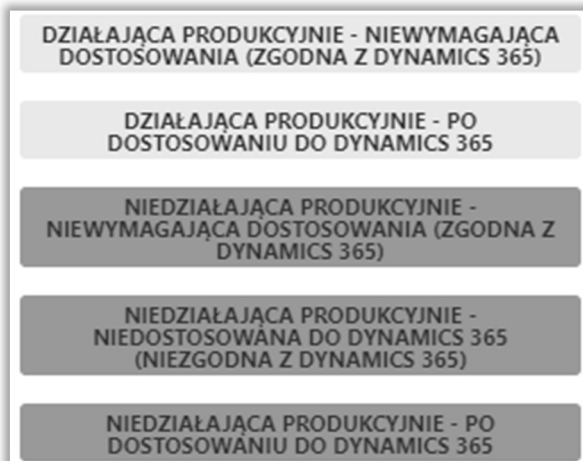 DZIAŁAJĄCA PRODUKCYJNIE - NIEWYMAGAJĄCA
DOSTOSOWANIA (ZGODNA Z DYNAMICS 365)
DZIAŁAJĄCA PRODUKCYJNIE - PO
DOSTOSOWANIU DO DYNAMICS 365
NIEDZIAŁAJĄCA PRODUKCYJNIE -
NIEWYMAGAJĄCA DOSTOSOWANIA (ZGODNA Z
DYNAMICS 365)
NIEDZIAŁAJĄCA PRODUKCYJNIE -
NIEDOSTOSOWANA DO DYNAMICS 365
(NIEZGODNA Z DYNAMICS 365)
NIEDZIAŁAJĄCA PRODUKCYJNIE - PO
DOSTOSOWANIU DO DYNAMICS 365